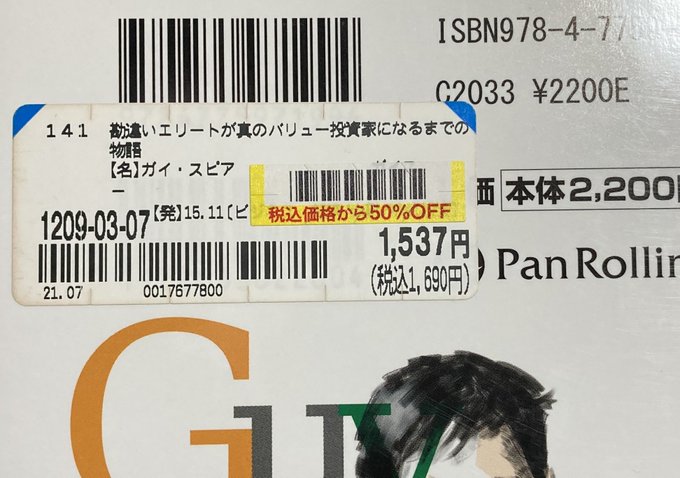 ISBN978-4-77
C2033 ¥2200E
141 勘違いエリートが真のバリュー投資家になるまでの
物語
【名】ガイ・スピア
ー
税込価格から50%OFF
1209-03-07【発】15.11〔ビ
1,537円
21.07 0017677800 (税込1,690円)
価 本体2,200
PanRollin
Guy